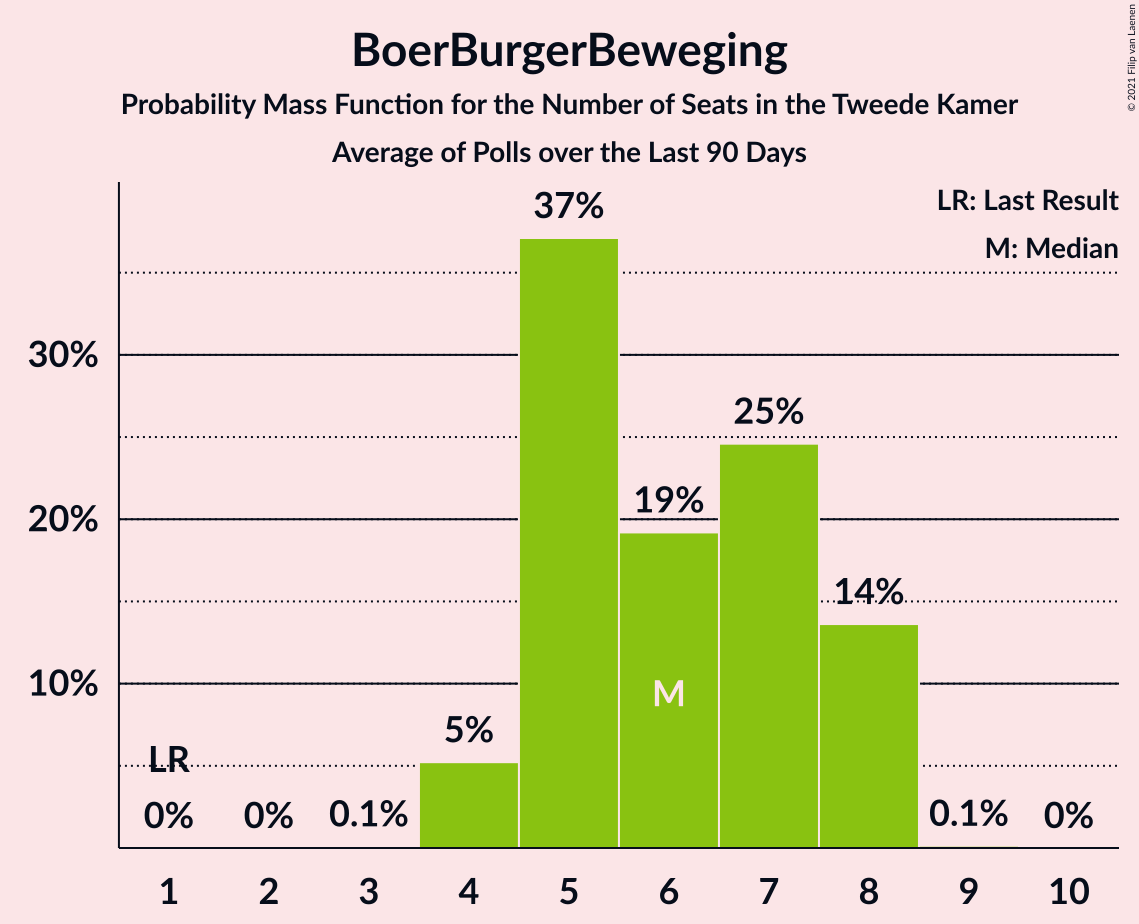 BoerBurgerBeweging
Probability Mass Function for the Number of Seats in the Tweede Kamer
Average of Polls over the Last 90 Days
© 2021 Filip van Laenen
LR: Last Result
M: Median
37%
30%
25%
20%
19%
14%
10%
M
5%
LR
0% 0% 0.1% 0.1% 0%
1 2 3 4 5 6 7 8 9 10